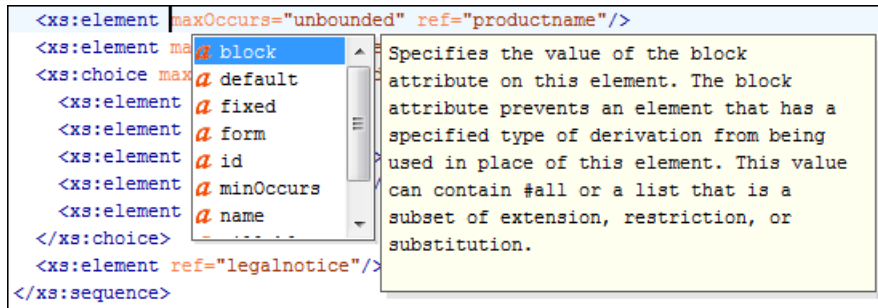 <xs:element maxOccurs="unbounded" ref="productname"/>
<xs:element ma
<xs:choice max
<xs:element
<xs:element
<xs:element
<xs:element
<xs:element
</xs:choice>
<xs:element ref="legalnotice"/>
</xs:sequence>
a block
a default
a fixed
a form
a id
a minOccurs
a name
Specifies the value of the block
attribute on this element. The block
attribute prevents an element that has a
specified type of derivation from being
used in place of this element. This value
can contain #all or a list that is a
subset of extension, restriction, or
substitution.